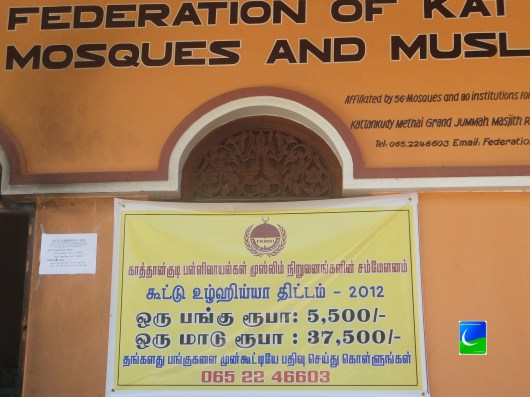 FEDERATION OF KAT
MOSQUES AND MUSL
Affiliated by 56 Mosques and 80 institutions for
Kattankudy Methai Grand JUMMAH Masjith R
Tel: 065.2246603 Email: Federation
காத்தான்குடி பள்ளிவாயல்கள் முஸ்லிம் நிறுவனங்களின் சம்மேளனம்
கூட்டு உழ்ஹிய்யா திட்டம் - 2012
ஒரு பங்கு ரூபா: 5,500/-
ஒரு மாடு ரூபா: 37,500/-
தங்களது பங்குகளை முன்கூட்டியே பதிவு செய்து கொள்ளுங்கள்
065 22 46603